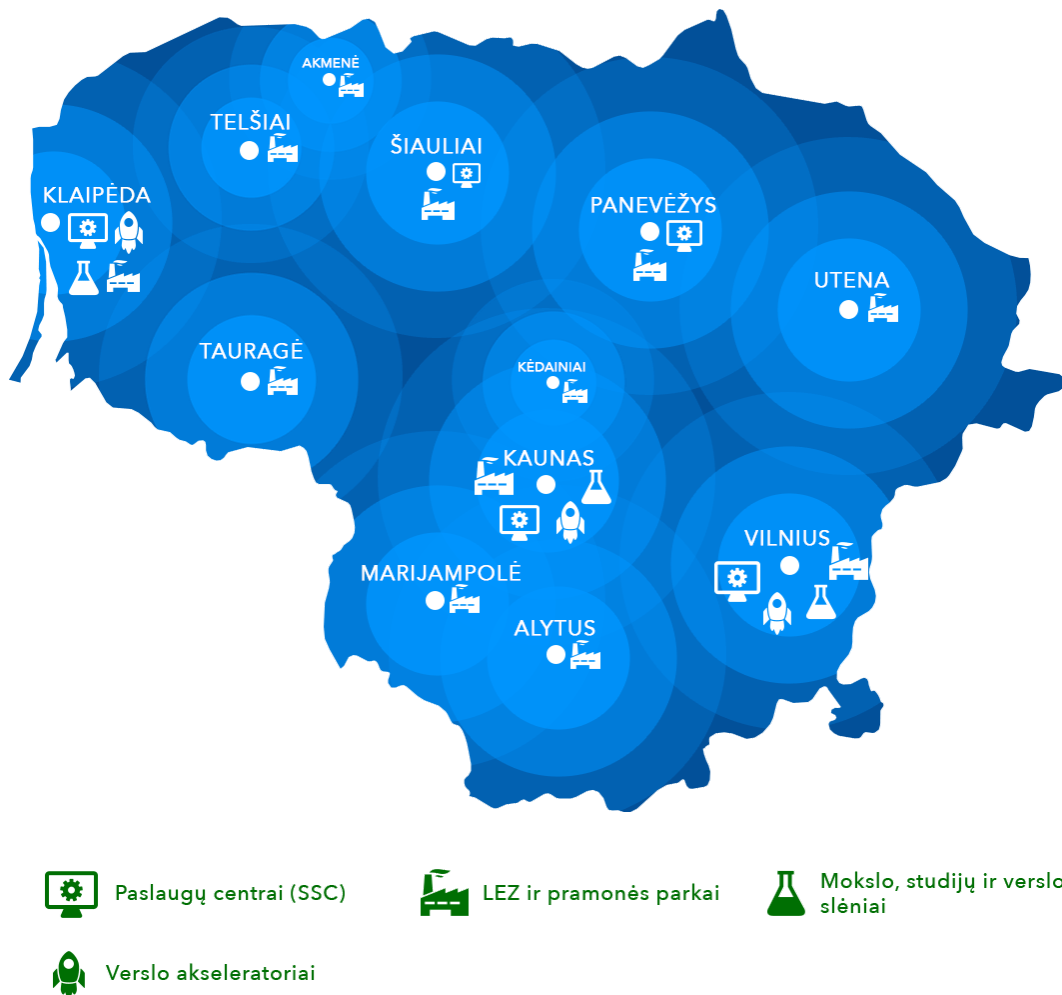 AKMENĖ
TELŠIAI
ŠIAULIAI
KLAIPĖDA
PANEVĖŽYS
UTENA
TAURAGĖ
KĖDAINIAI
KAUNAS
VILNIUS
MARIJAMPOLĖ
ALYTUS
Paslaugų centrai (SSC)
LEZ ir pramonės parkai
Mokslo, studijų ir verslo
slėniai
Verslo akseleratoriai